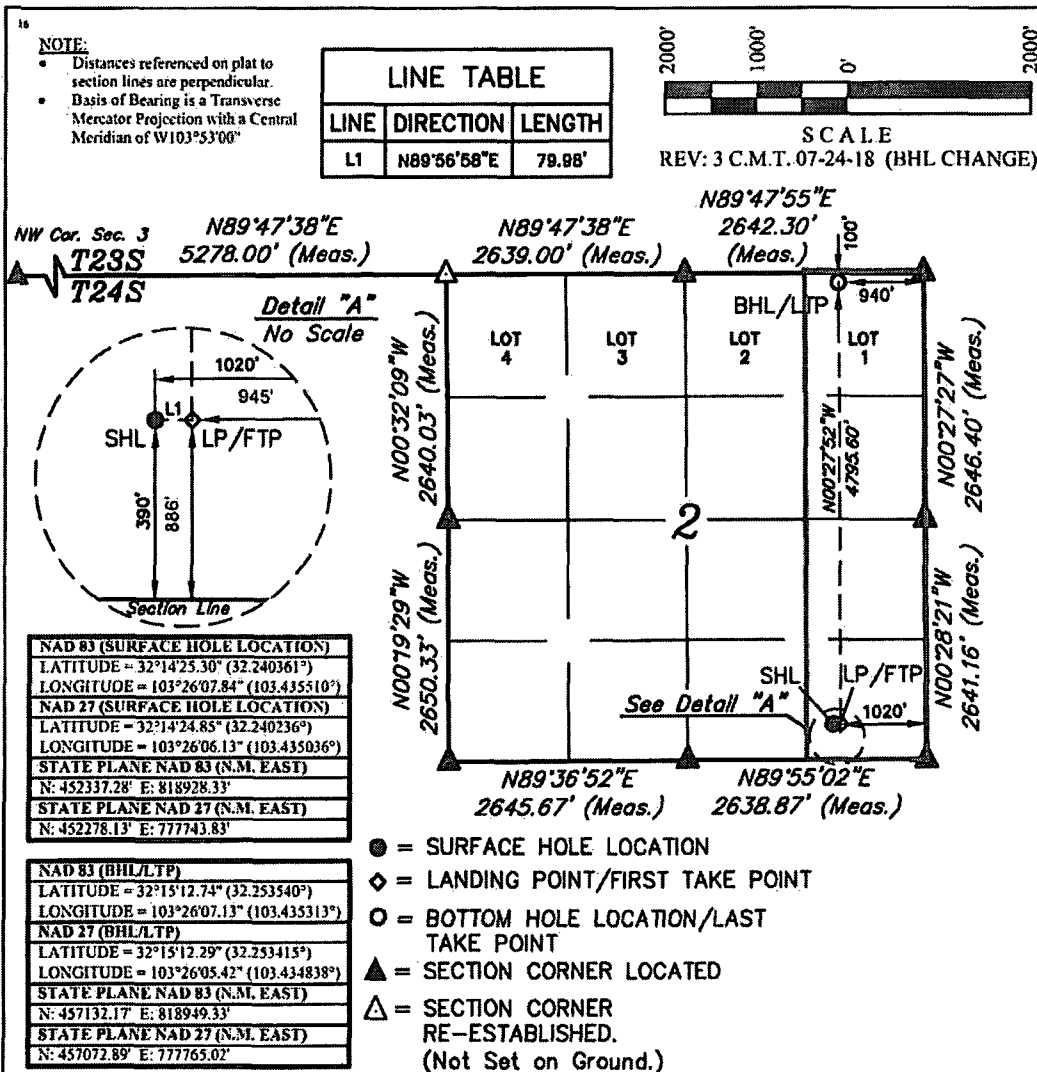 16
NOTE:
• Distances referenced on plat to
section lines are perpendicular.
• Basis of Bearing is a Transverse
Mercator Projection with a Central
Meridian of W103°53'00"
LINE TABLE
LINE DIRECTION LENGTH
L1 N89°56'58"E 79.98'
2000' 1000' 0' 2000'
SCALE
REV: 3 C.M.T. 07-24-18 (BHL CHANGE)
NW Cor. Sec. 3
T23S
T24S
N89°47'38"E
5278.00' (Meas.)
N89°47'38"E
2639.00' (Meas.)
N89°47'55"E
2642.30'
(Meas.)
100'
940'
BHL/LTP
LOT
4
LOT
3
LOT
2
LOT
1
Detail "A"
No Scale
1020'
945'
L1
SHL
LP/FTP
390'
886'
Section Line
N00°32'09"W
2640.03' (Meas.)
N00°19'29"W
2650.33' (Meas.)
2
N00°27'52"W
4795.60'
N00°27'27"W
2646.40' (Meas.)
N00°28'21"W
2641.16' (Meas.)
SHL
LP/FTP
See Detail "A"
1020'
N89°36'52"E
2645.67' (Meas.)
N89°55'02"E
2638.87' (Meas.)
NAD 83 (SURFACE HOLE LOCATION)
LATITUDE = 32°14'25.30" (32.240361°)
LONGITUDE = 103°26'07.84" (103.435510°)
NAD 27 (SURFACE HOLE LOCATION)
LATITUDE = 32°14'24.85" (32.240236°)
LONGITUDE = 103°26'06.13" (103.435036°)
STATE PLANE NAD 83 (N.M. EAST)
N: 452337.28' E: 818928.33'
STATE PLANE NAD 27 (N.M. EAST)
N: 452278.13' E: 777743.83'
NAD 83 (BHL/LTP)
LATITUDE = 32°15'12.74" (32.253540°)
LONGITUDE = 103°26'07.13" (103.435313°)
NAD 27 (BHL/LTP)
LATITUDE = 32°15'12.29" (32.253415°)
LONGITUDE = 103°26'05.42" (103.434838°)
STATE PLANE NAD 83 (N.M. EAST)
N: 457132.17' E: 818949.33'
STATE PLANE NAD 27 (N.M. EAST)
N: 457072.89' E: 777765.02'
= SURFACE HOLE LOCATION
= LANDING POINT/FIRST TAKE POINT
= BOTTOM HOLE LOCATION/LAST
TAKE POINT
= SECTION CORNER LOCATED
= SECTION CORNER
RE-ESTABLISHED.
(Not Set on Ground.)